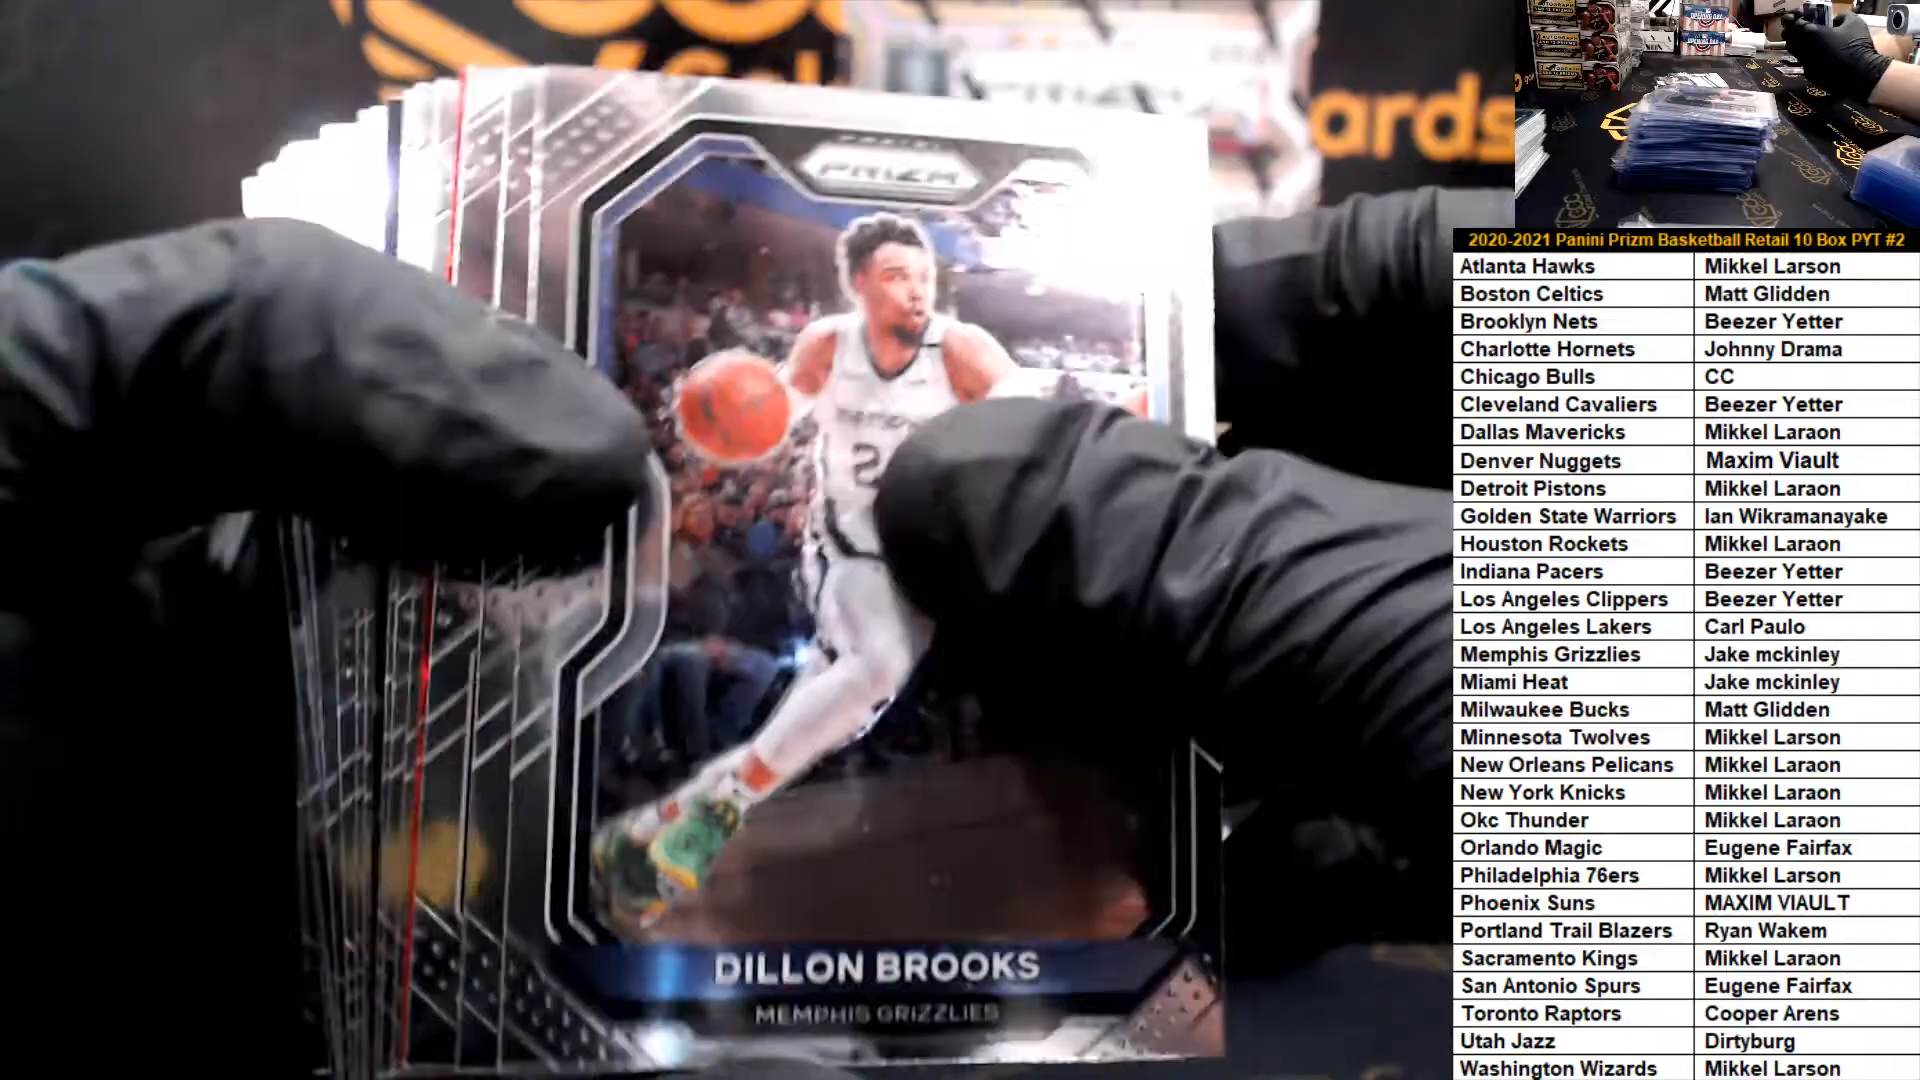 ards
PANINI
PRIZM
DILLON BROOKS
MEMPHIS GRIZZLIES
2020-2021 Panini Prizm Basketball Retail 10 Box PYT #2
Atlanta Hawks Mikkel Larson
Boston Celtics Matt Glidden
Brooklyn Nets Beezer Yetter
Charlotte Hornets Johnny Drama
Chicago Bulls CC
Cleveland Cavaliers Beezer Yetter
Dallas Mavericks Mikkel Laraon
Denver Nuggets Maxim Viault
Detroit Pistons Mikkel Laraon
Golden State Warriors Ian Wikramanayake
Houston Rockets Mikkel Laraon
Indiana Pacers Beezer Yetter
Los Angeles Clippers Beezer Yetter
Los Angeles Lakers Carl Paulo
Memphis Grizzlies Jake mckinley
Miami Heat Jake mckinley
Milwaukee Bucks Matt Glidden
Minnesota Twolves Mikkel Larson
New Orleans Pelicans Mikkel Laraon
New York Knicks Mikkel Laraon
Okc Thunder Mikkel Laraon
Orlando Magic Eugene Fairfax
Philadelphia 76ers Mikkel Larson
Phoenix Suns MAXIM VIAULT
Portland Trail Blazers Ryan Wakem
Sacramento Kings Mikkel Laraon
San Antonio Spurs Eugene Fairfax
Toronto Raptors Cooper Arens
Utah Jazz Dirtyburg
Washington Wizards Mikkel Larson